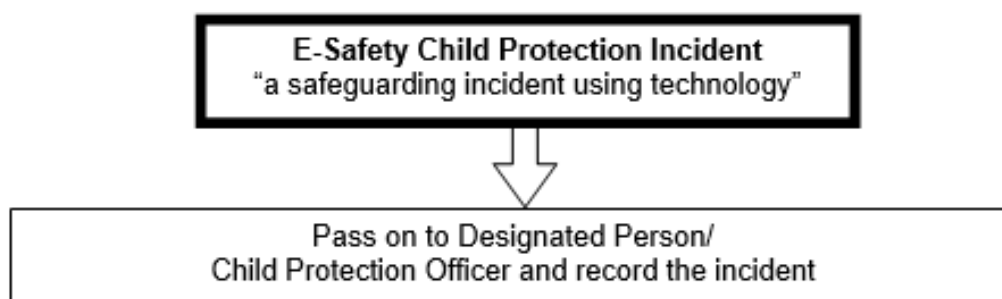 E-Safety Child Protection Incident
“a safeguarding incident using technology”
Pass on to Designated Person/
Child Protection Officer and record the incident